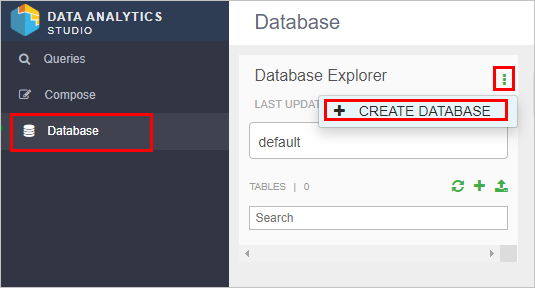 DATA ANALYTICS
STUDIO
Queries
Compose
Database
Database
Database Explorer
CREATE DATABASE
LAST UPDAT
default
TABLES | 0
Search